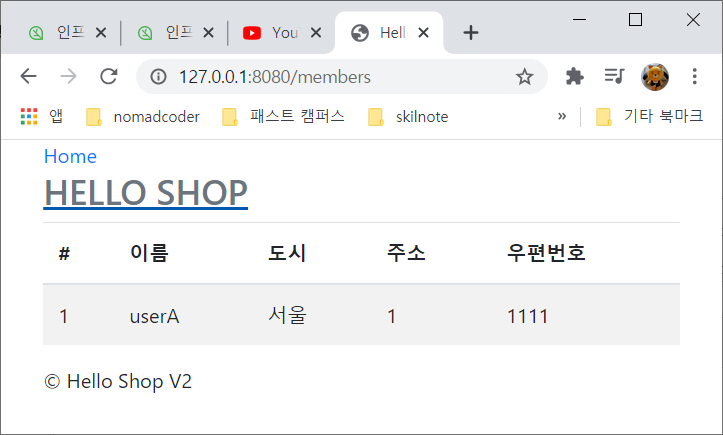 인프
인프
You
Hello
127.0.0.1:8080/members
앱 nomadcoder 패스트 캠퍼스 skilnote » 기타 북마크
Home
HELLO SHOP
# 이름 도시 주소 우편번호
1 userA 서울 1 1111
© Hello Shop V2